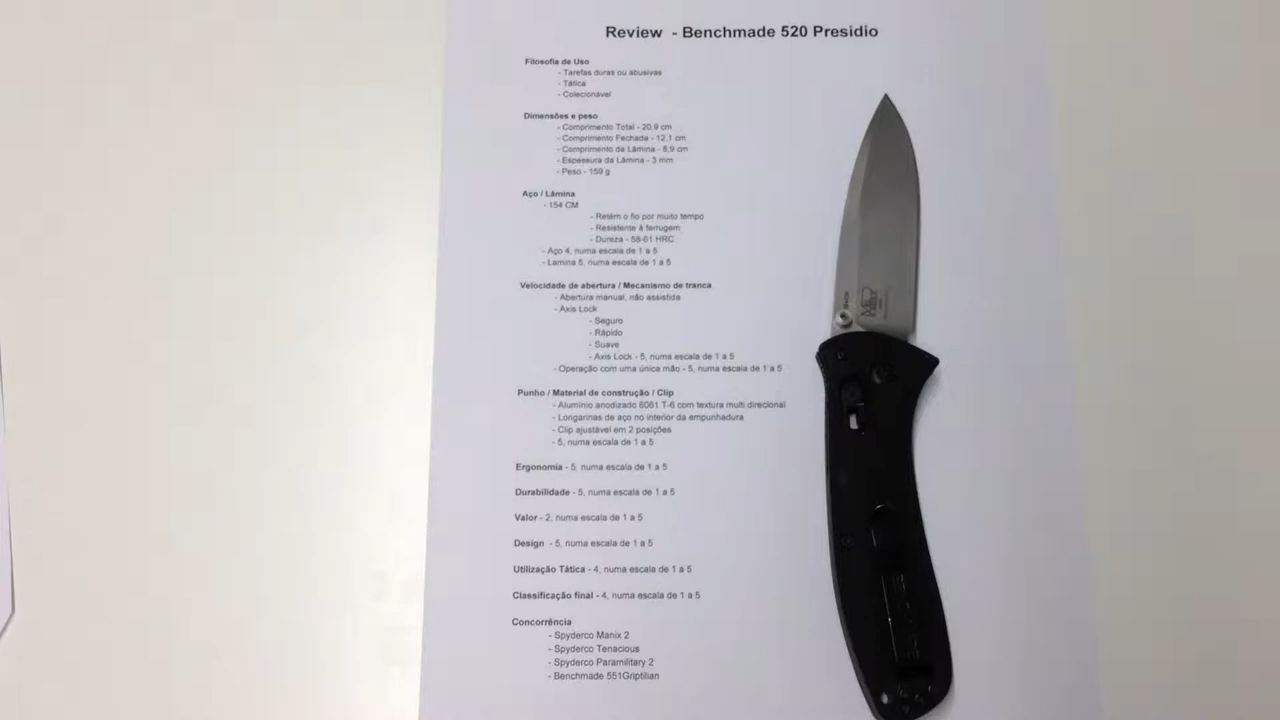 Review - Benchmade 520 Presidio
Filosofia de Uso
- Tarefas duras ou abusivas
- Tática
- Colecionável
Dimensões e peso
- Comprimento Total - 20,9 cm
- Comprimento Fechada - 12,1 cm
- Comprimento da Lâmina - 8,9 cm
- Espessura da Lâmina - 3 mm
- Peso - 159 g
Aço / Lâmina
- 154 CM
- Retém o fio por muito tempo
- Resistente à ferrugem
- Dureza - 58-61 HRC
- Aço 4, numa escala de 1 a 5
- Lamina 5, numa escala de 1 a 5
Velocidade de abertura / Mecanismo de tranca
- Abertura manual, não assistida
- Axis Lock
- Seguro
- Rápido
- Suave
- Axis Lock - 5, numa escala de 1 a 5
- Operação com uma única mão - 5, numa escala de 1 a 5
Punho / Material de construção / Clip
- Alumínio anodizado 6061 T-6 com textura multi direcional
- Longarinas de aço no interior da empunhadura
- Clip ajustável em 2 posições
- 5, numa escala de 1 a 5
Ergonomia - 5, numa escala de 1 a 5
Durabilidade - 5, numa escala de 1 a 5
Valor - 2, numa escala de 1 a 5
Design - 5, numa escala de 1 a 5
Utilização Tática - 4, numa escala de 1 a 5
Classificação final - 4, numa escala de 1 a 5
Concorrência
- Spyderco Manix 2
- Spyderco Tenacious
- Spyderco Paramilitary 2
- Benchmade 551Griptilian